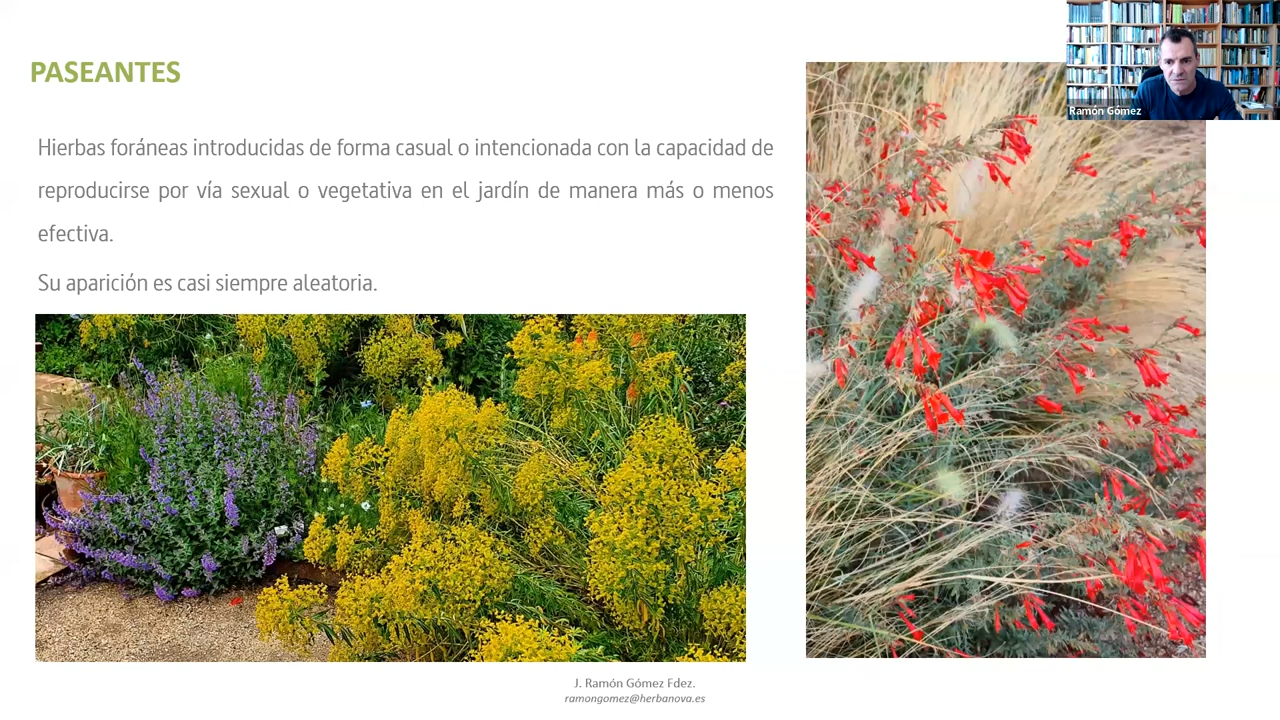 PASEANTES
Ramón Gómez
Hierbas foráneas introducidas de forma casual o intencionada con la capacidad de
reproducirse por vía sexual o vegetativa en el jardín de manera más o menos
efectiva.
Su aparición es casi siempre aleatoria.
J. Ramón Gómez Fdez.
ramongomez@herbanova.es